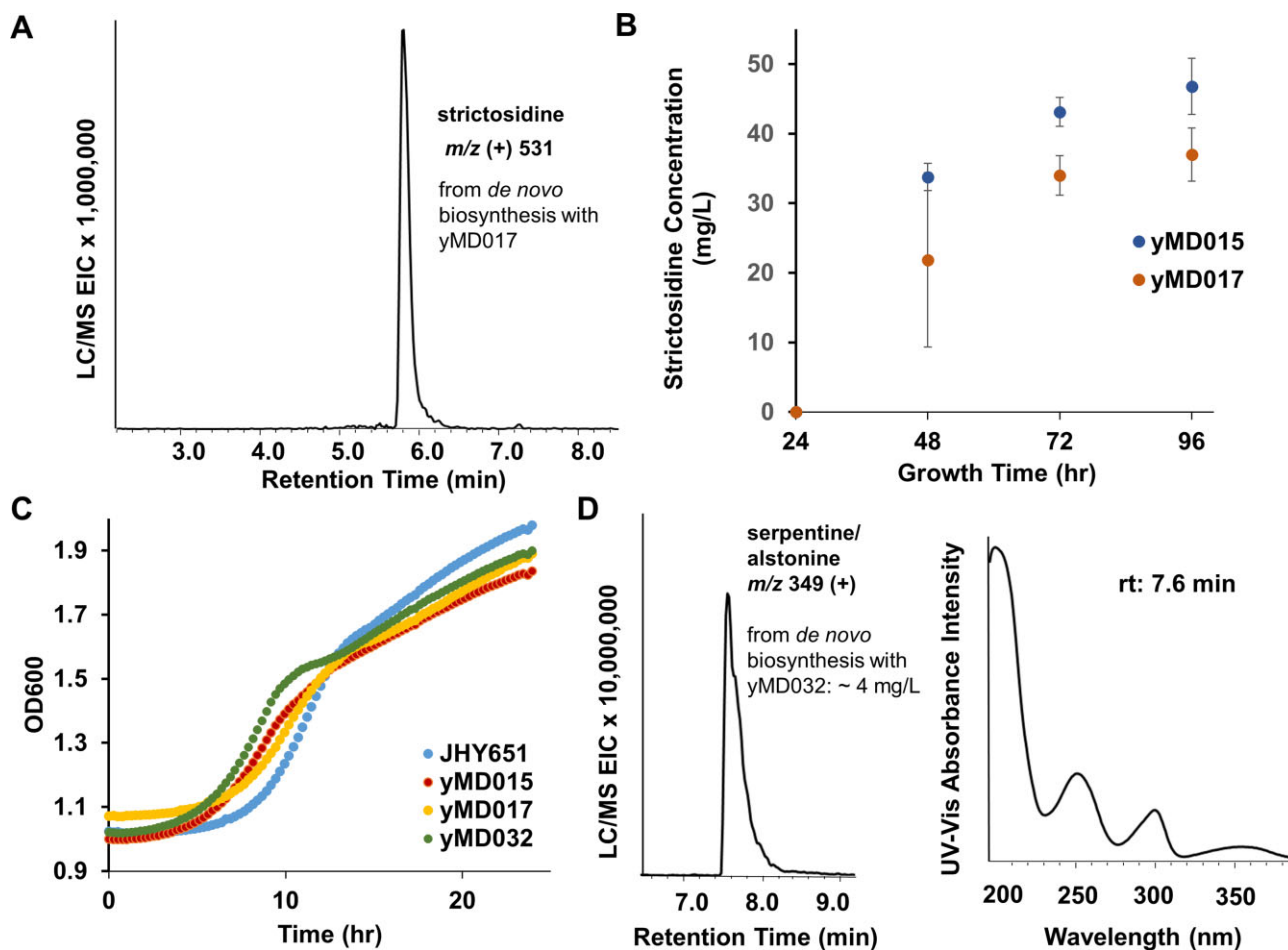 A
LC/MS EIC x 1,000,000
strictosidine
m/z (+) 531
from de novo
biosynthesis with
yMD017
3.0 4.0 5.0 6.0 7.0 8.0
Retention Time (min)
B
Strictosidine Concentration
(mg/L)
50
40
30
20
10
0
yMD015
yMD017
24 48 72 96
Growth Time (hr)
C
OD600
1.9
1.7
1.5
1.3
1.1
0.9
JHY651
yMD015
yMD017
yMD032
0 10 20
Time (hr)
D
LC/MS EIC x 10,000,000
serpentine/
alstonine
m/z 349 (+)
from de novo
biosynthesis with
yMD032: ~ 4 mg/L
7.0 8.0 9.0
Retention Time (min)
UV-Vis Absorbance Intensity
rt: 7.6 min
200 250 300 350
Wavelength (nm)